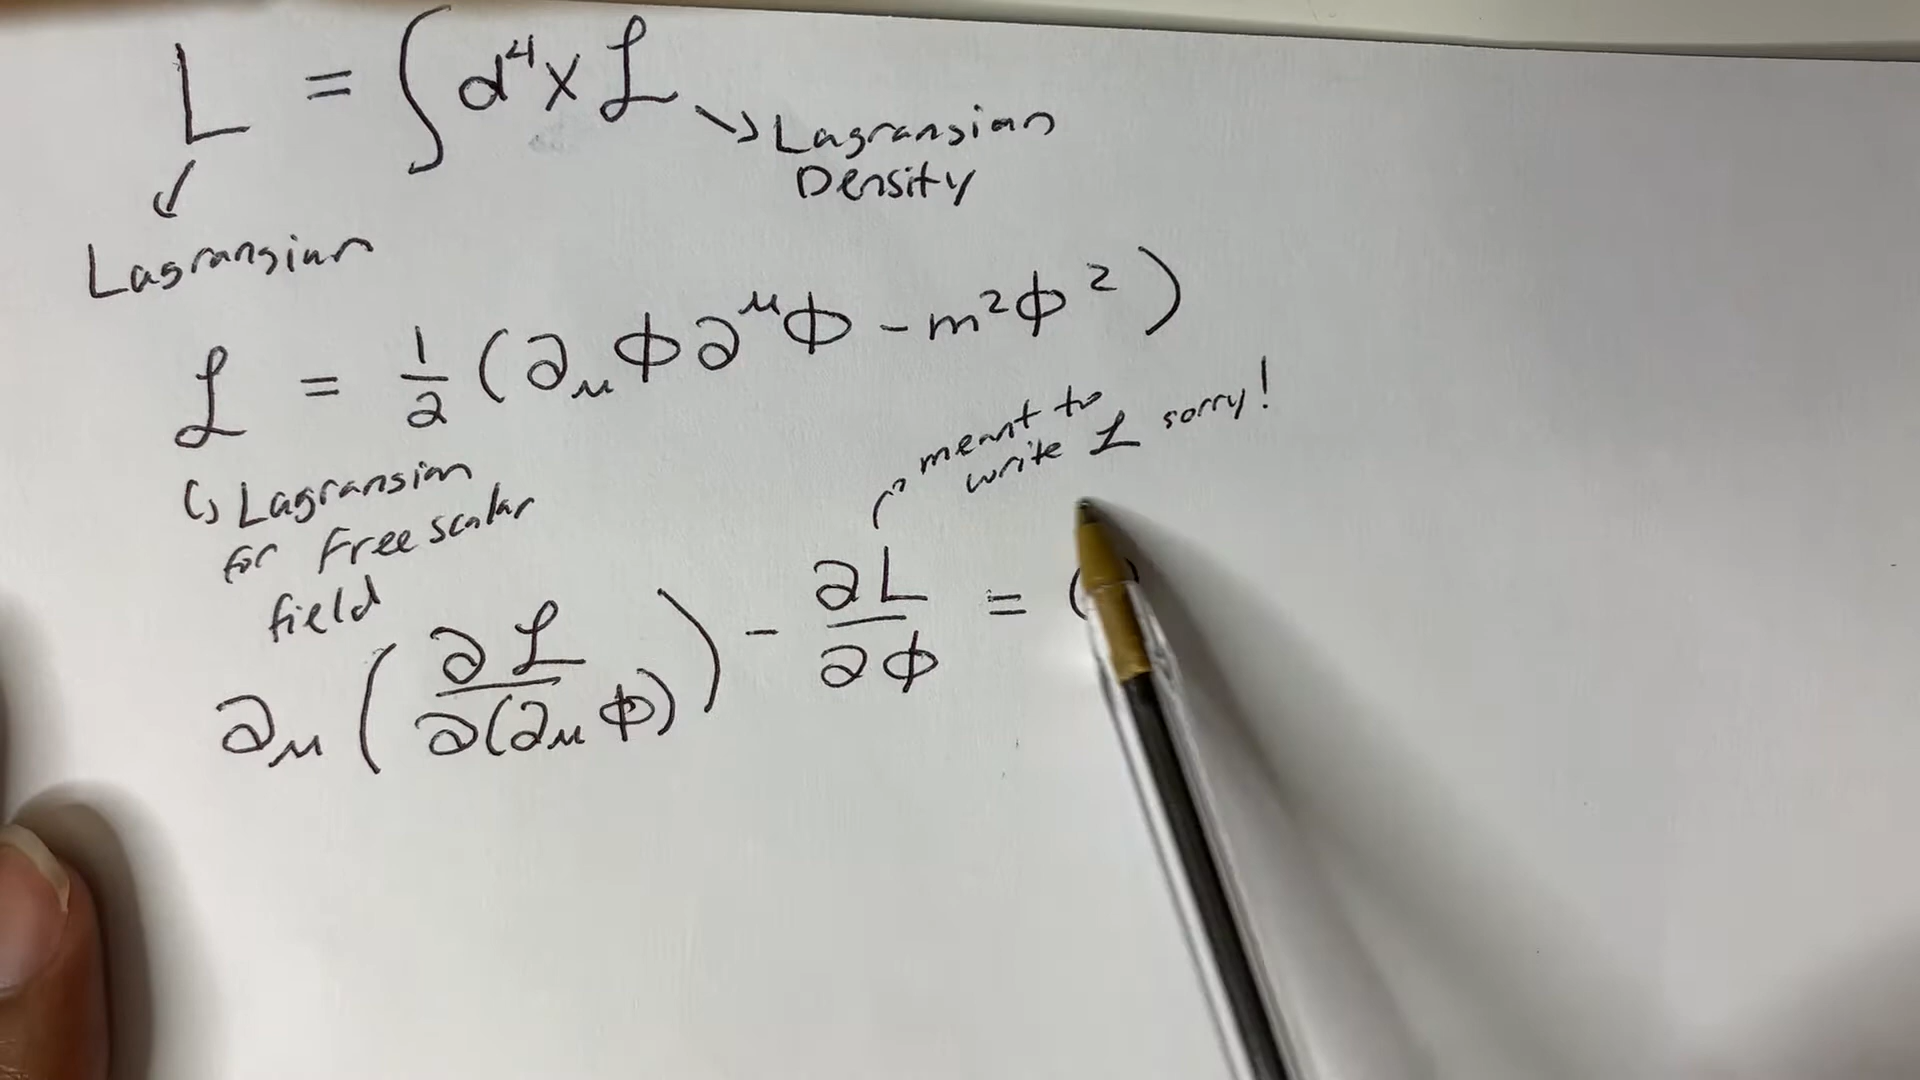 L = ∫ d⁴x ℒ
Lagrangian
Density
Lagrangian
ℒ = 1/2 (∂_μ ϕ ∂^μ ϕ - m²ϕ²)
meant to
write ℒ sorry!
Lagrangian
for Free scalar
field
∂_μ (∂ℒ/∂(∂_μ ϕ)) - ∂L/∂ϕ =